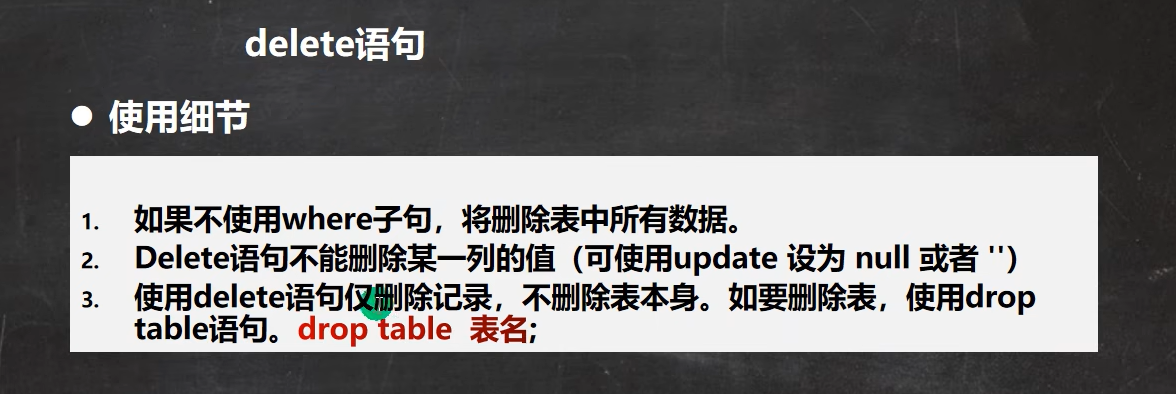 delete语句
● 使用细节
1. 如果不使用where子句，将删除表中所有数据。
2. Delete语句不能删除某一列的值（可使用update 设为 null 或者 ''）
3. 使用delete语句仅删除记录，不删除表本身。如要删除表，使用drop
table语句。drop table 表名;